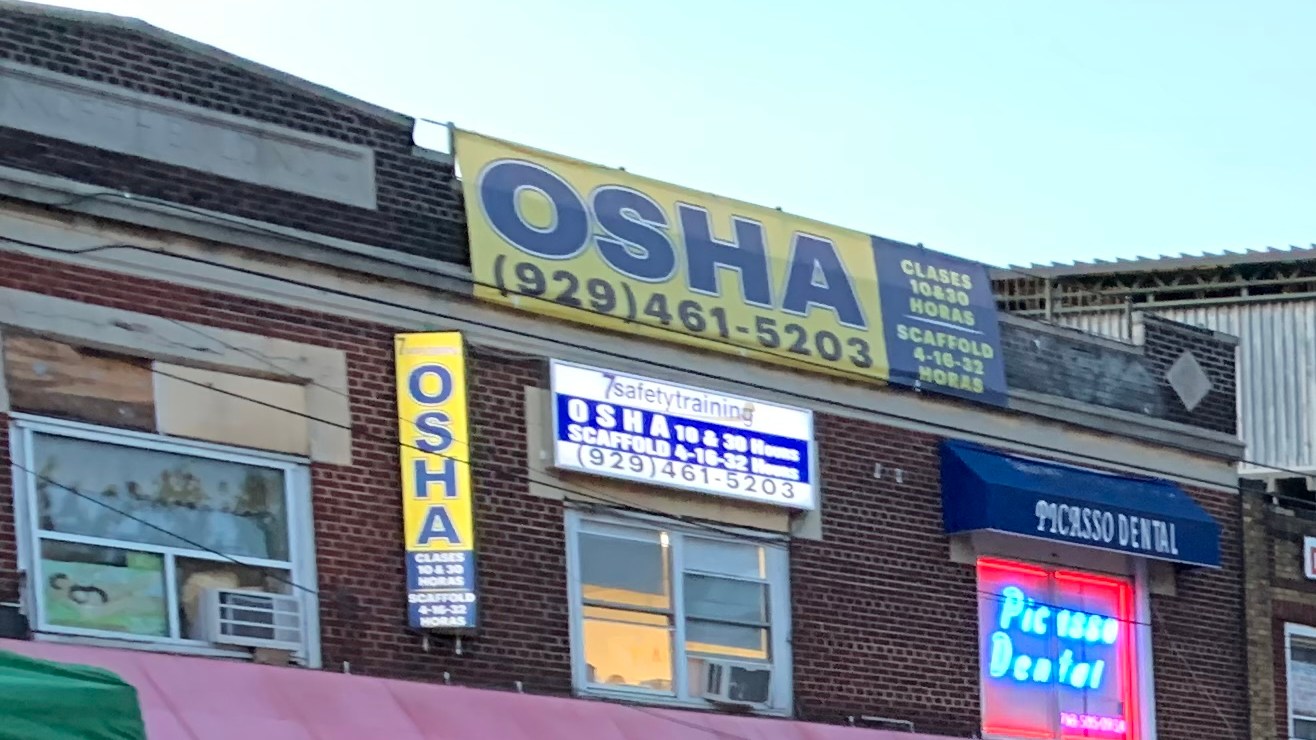 OSHA
(929)461-5203
CLASES
10&30
HORAS
SCAFFOLD
4-16-32
HORAS
OSHA
CLASES
10 & 30
HORAS
SCAFFOLD
4-16-32
HORAS
7safetytraining
OSHA 10 & 30 Hours
SCAFFOLD 4-16-32 Hours
(929)461-5203
PICASSO DENTAL
Picasso
Dental